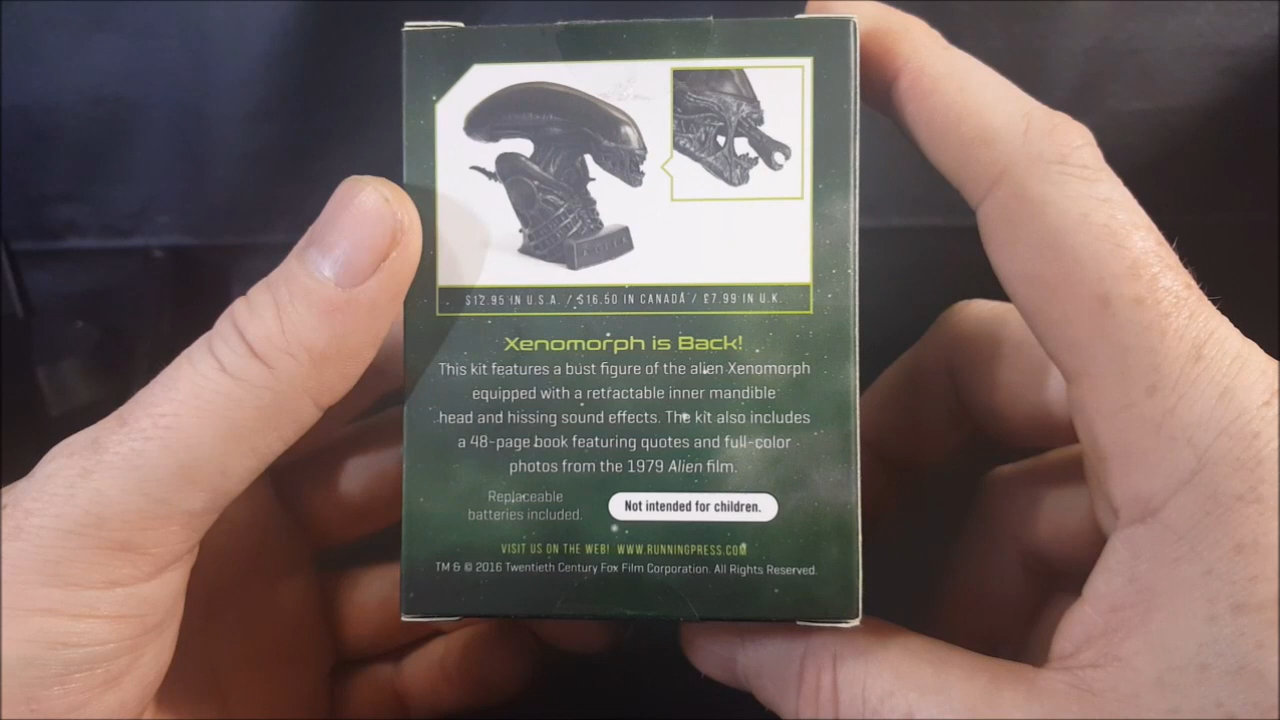 $12.95 IN U.S.A. / $16.50 IN CANADA / £7.99 IN U.K.
Xenomorph is Back!
This kit features a bust figure of the alien Xenomorph
equipped with a retractable inner mandible
head and hissing sound effects. The kit also includes
a 48-page book featuring quotes and full-color
photos from the 1979 Alien film.
Replaceable
batteries included.
Not intended for children.
VISIT US ON THE WEB! WWW.RUNNINGPRESS.COM
TM & © 2016 Twentieth Century Fox Film Corporation. All Rights Reserved.